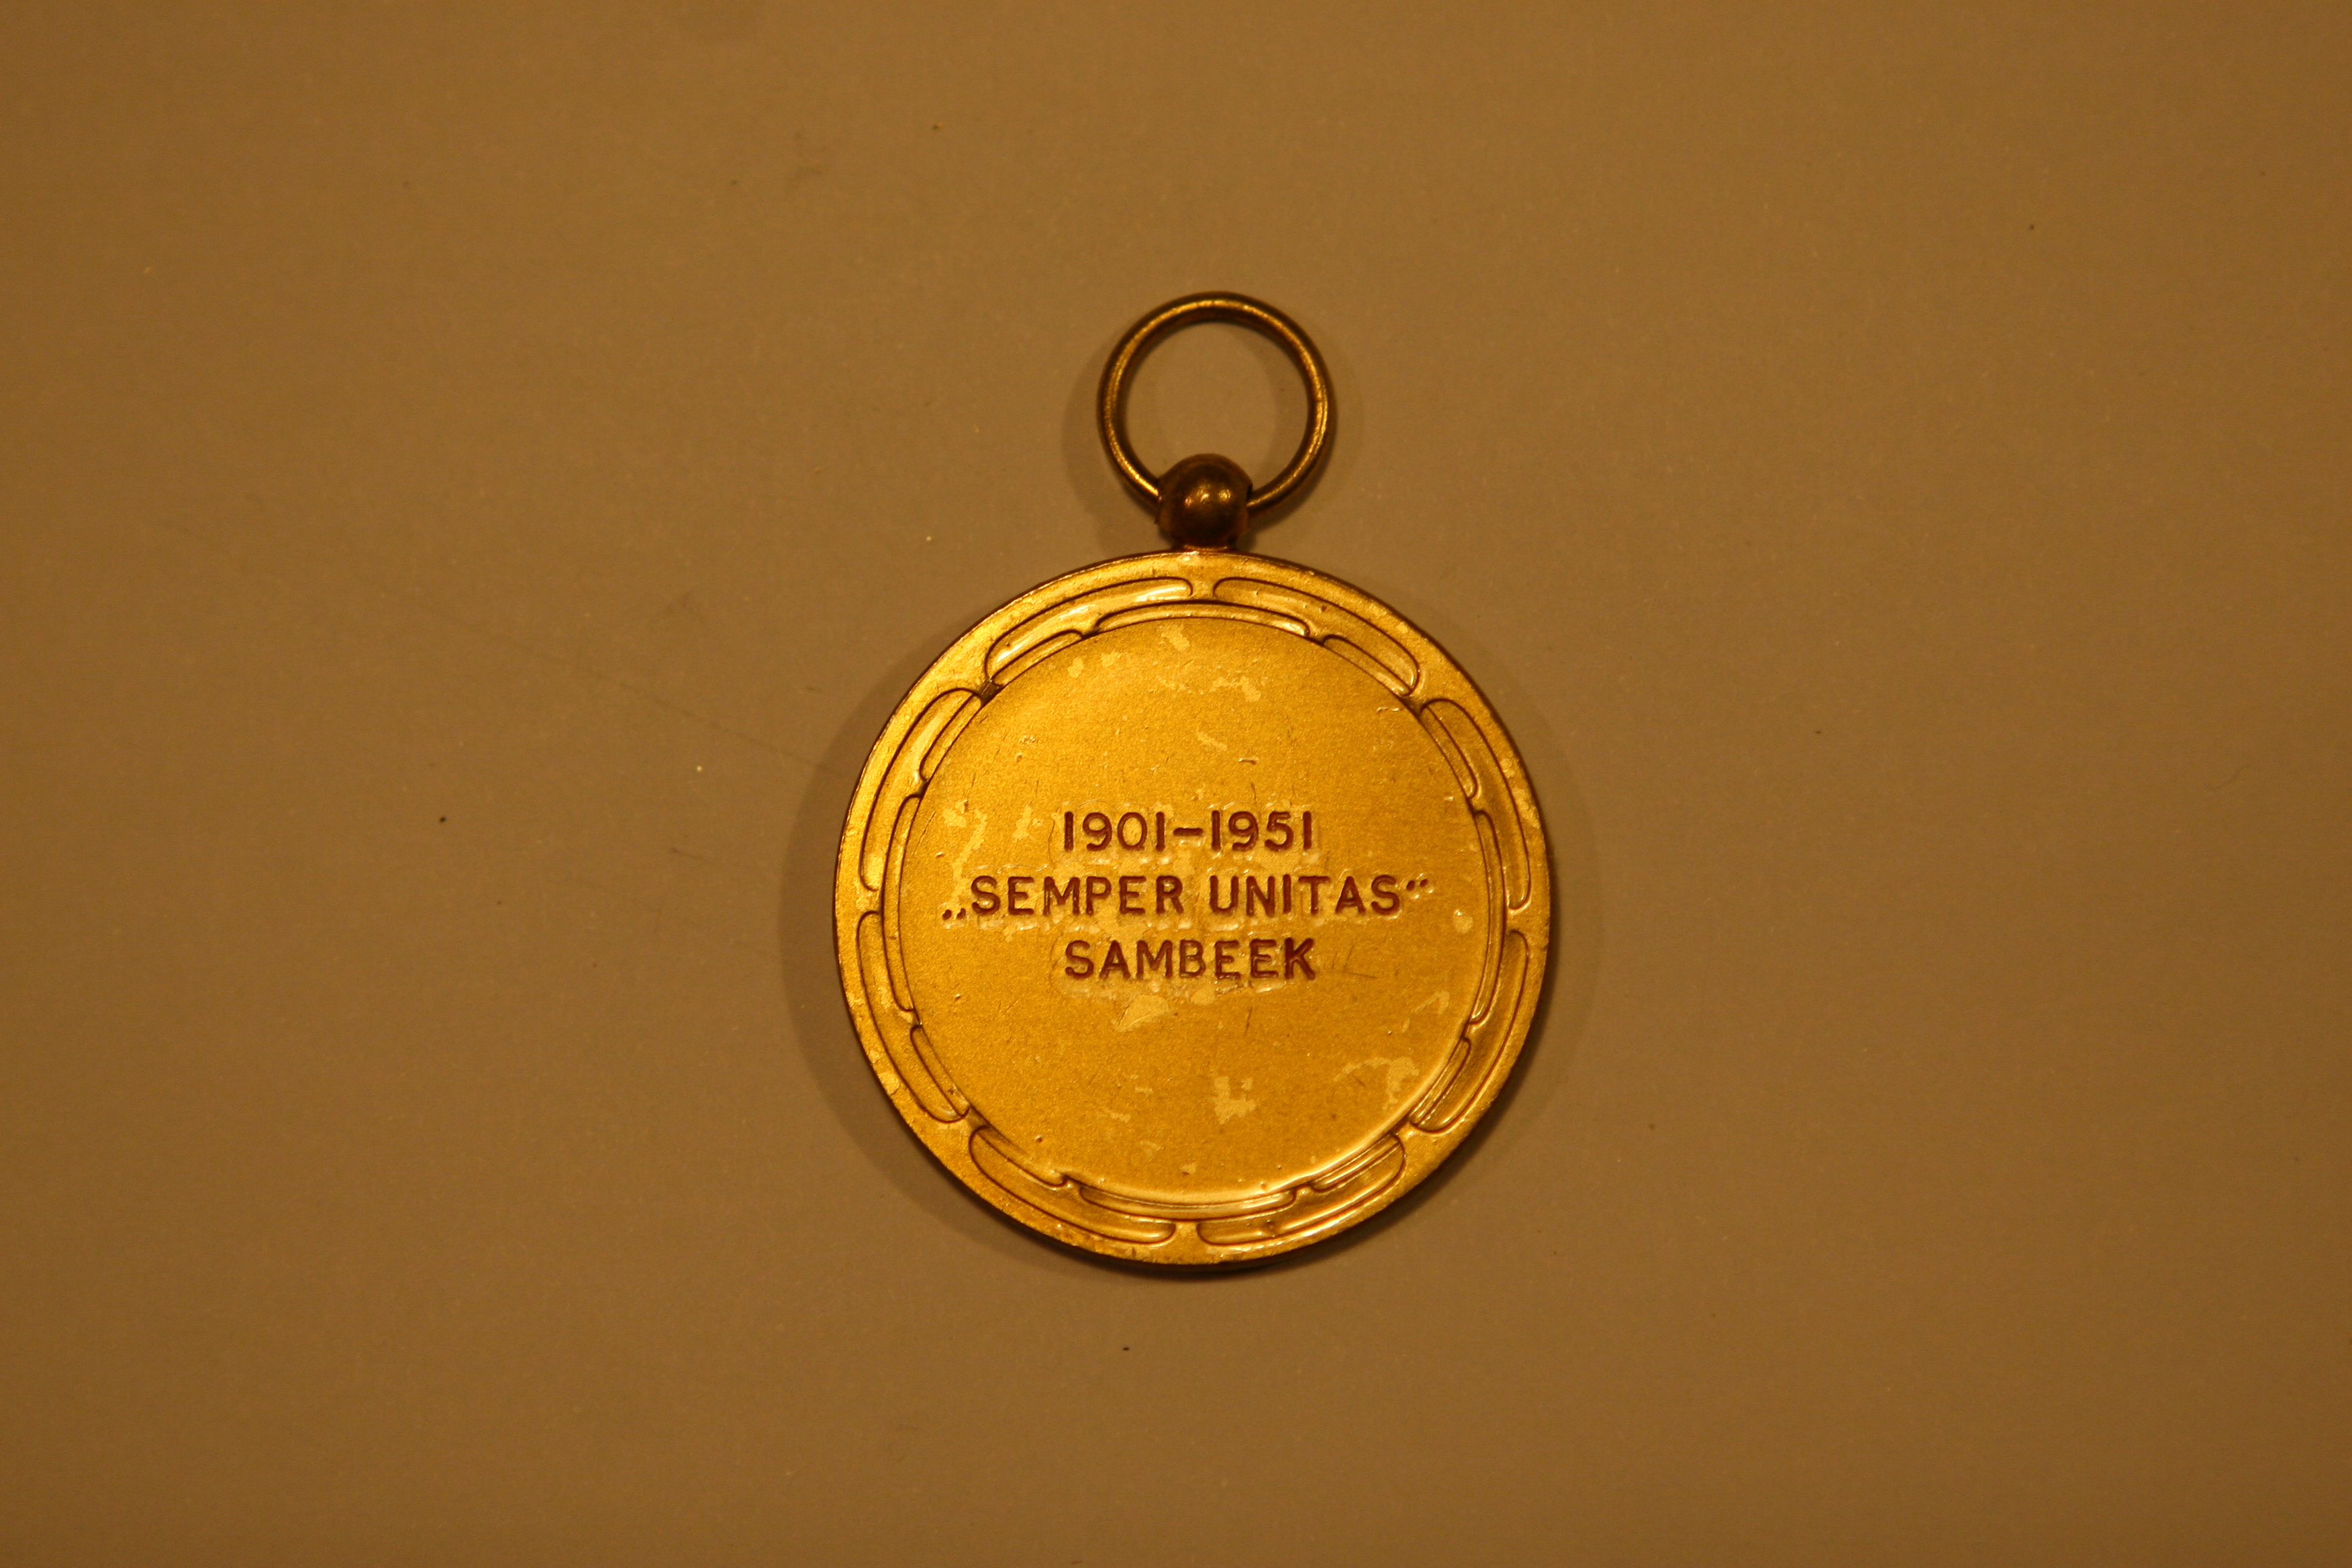 1901-1951
„SEMPER UNITAS“
SAMBEEK